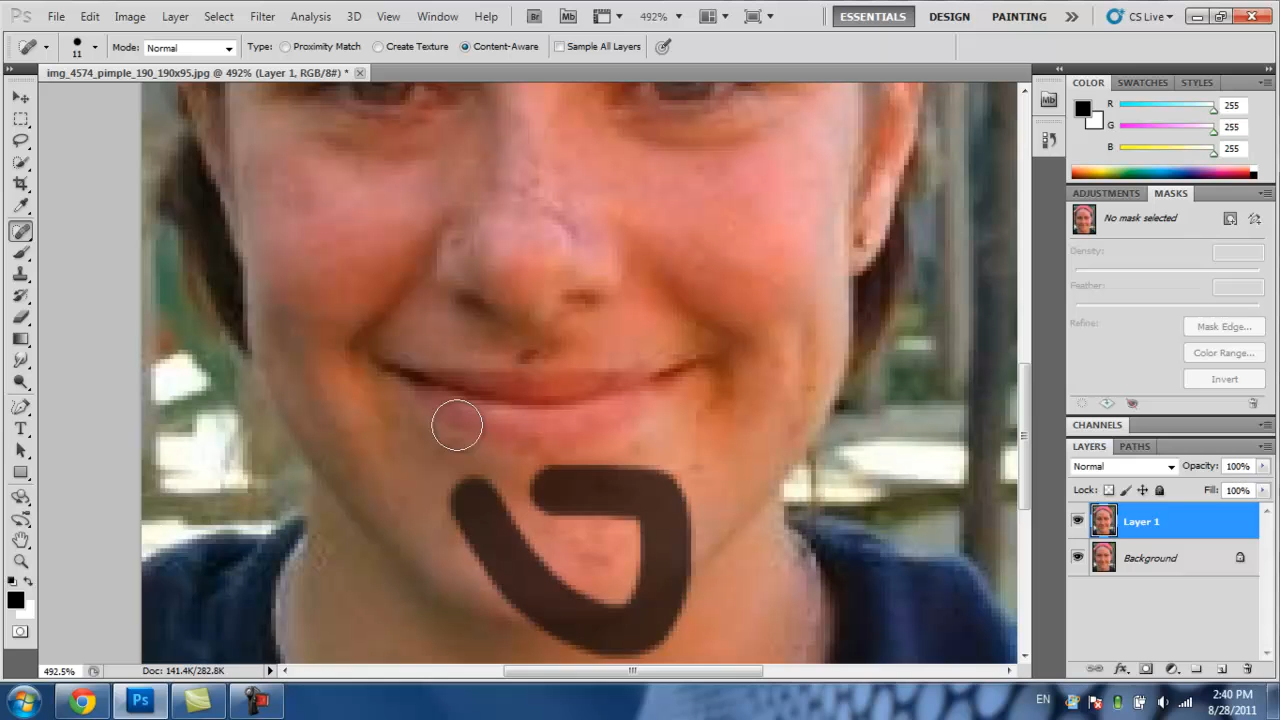 Ps File Edit Image Layer Select Filter Analysis 3D View Window Help Br Mb 492% ESSENTIALS DESIGN PAINTING CS Live
11 Mode: Normal Type: Proximity Match Create Texture Content-Aware Sample All Layers
img_4574_pimple_190_190x95.jpg @ 492% (Layer 1, RGB/8#) *
Mb
COLOR SWATCHES STYLES
R 255
G 255
B 255
ADJUSTMENTS MASKS
No mask selected
Density:
Feather:
Refine: Mask Edge...
Color Range...
Invert
CHANNELS
LAYERS PATHS
Normal Opacity: 100%
Lock: Fill: 100%
Layer 1
Background
492.5% Doc: 141.4K/282.8K
Ps EN 2:40 PM
8/28/2011